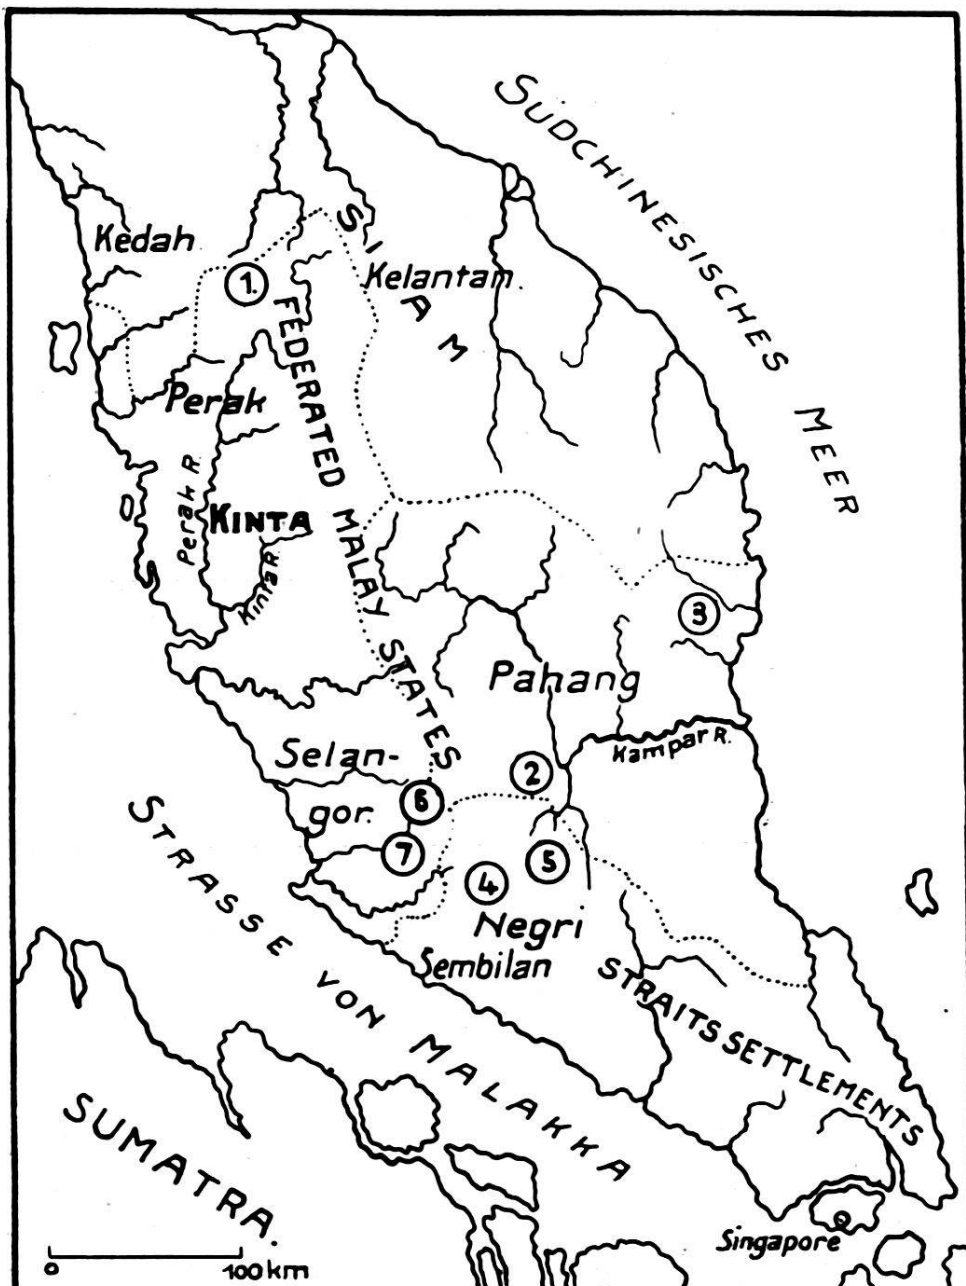 SÜDCHINESISCHES MEER
SIAM
Kedah
Kelantam.
1.
FEDERATED MALAY STATES
Perak
Perak R.
KINTA
Kinta R.
3
Pahang
Kampar R.
Selan-
gor.
2
6
7
5
4
Negri
Sembilan
STRAITS SETTLEMENTS
STRASSE VON MALAKKA
SUMATRA.
Singapore
0 100 km